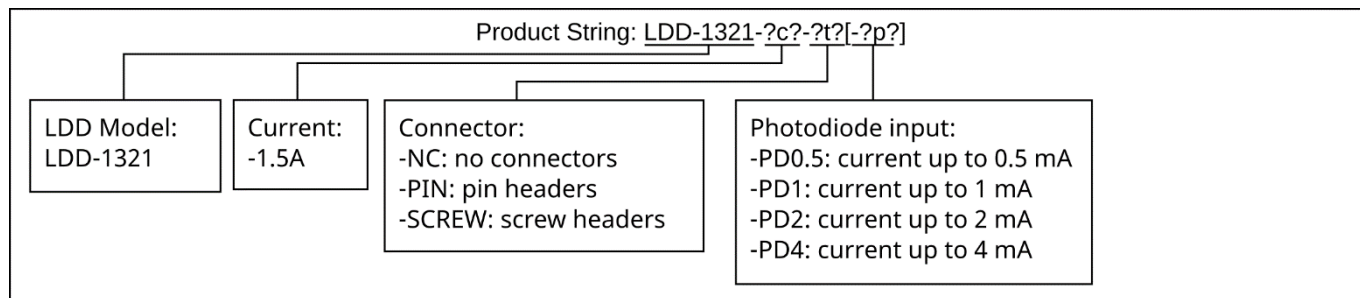 Product String: LDD-1321-?c?-?t?[-?p?]
LDD Model:
LDD-1321
Current:
-1.5A
Connector:
-NC: no connectors
-PIN: pin headers
-SCREW: screw headers
Photodiode input:
-PD0.5: current up to 0.5 mA
-PD1: current up to 1 mA
-PD2: current up to 2 mA
-PD4: current up to 4 mA